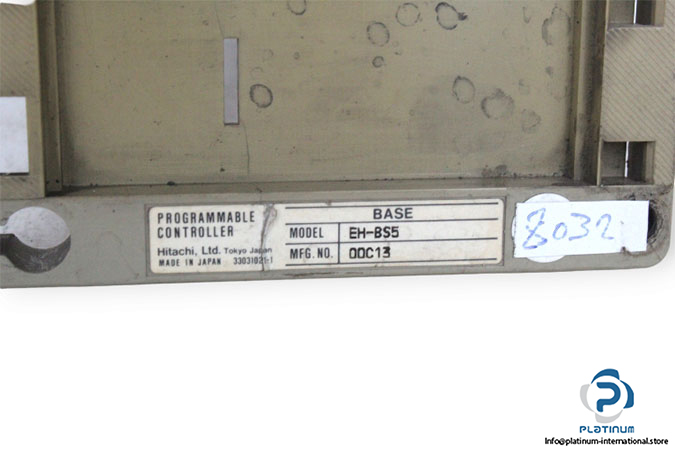 PROGRAMMABLE
CONTROLLER
Hitachi, Ltd. Tokyo Japan
MADE IN JAPAN 33031021-1
BASE
MODEL EH-BS5
MFG. NO. 00C13
8032
PLATINUM
Info@platinum-international.store